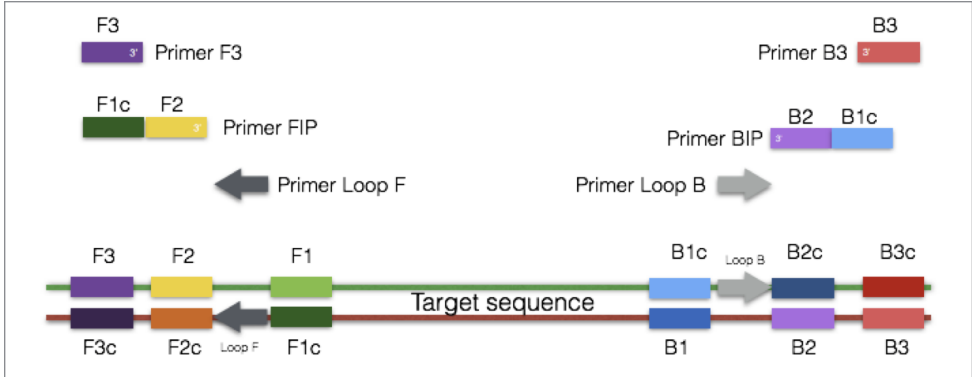 F3 B3
3' Primer F3 Primer B3 3'
F1c F2 B2 B1c
3' Primer FIP Primer BIP 3'
Primer Loop F Primer Loop B
F3 F2 F1 B1c Loop B B2c B3c
Target sequence
F3c F2c Loop F F1c B1 B2 B3